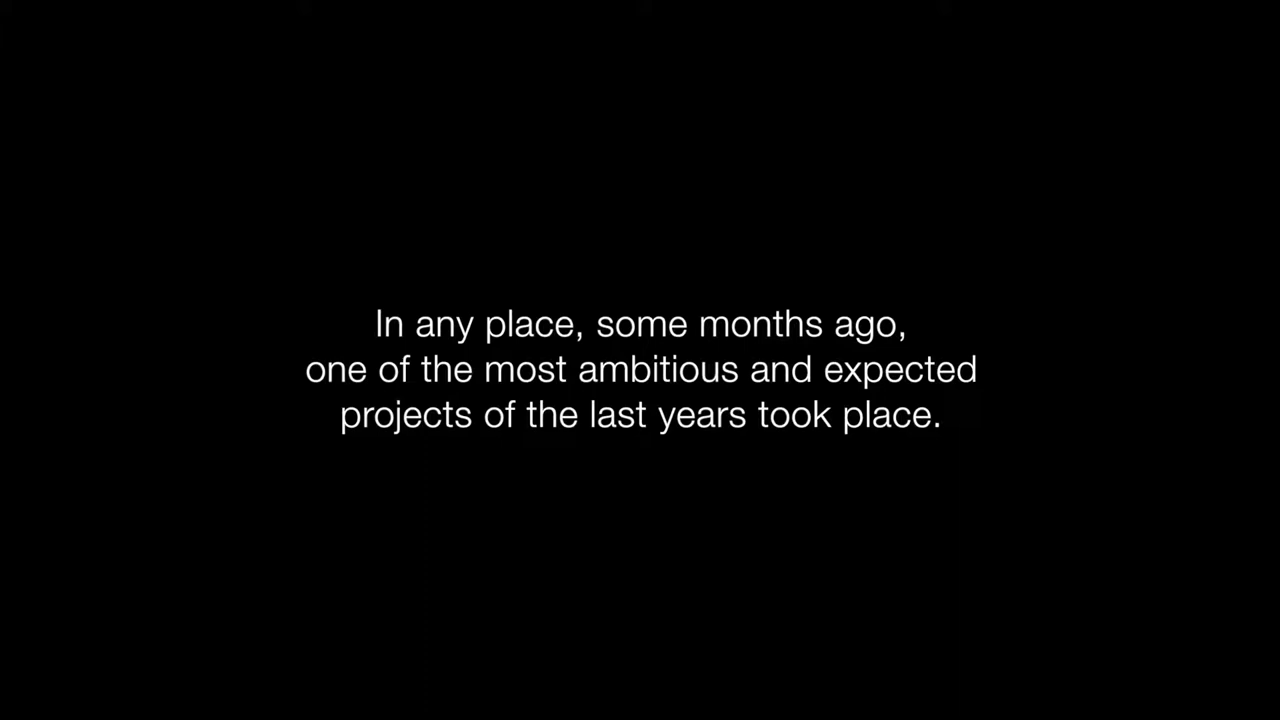 In any place, some months ago,
one of the most ambitious and expected
projects of the last years took place.